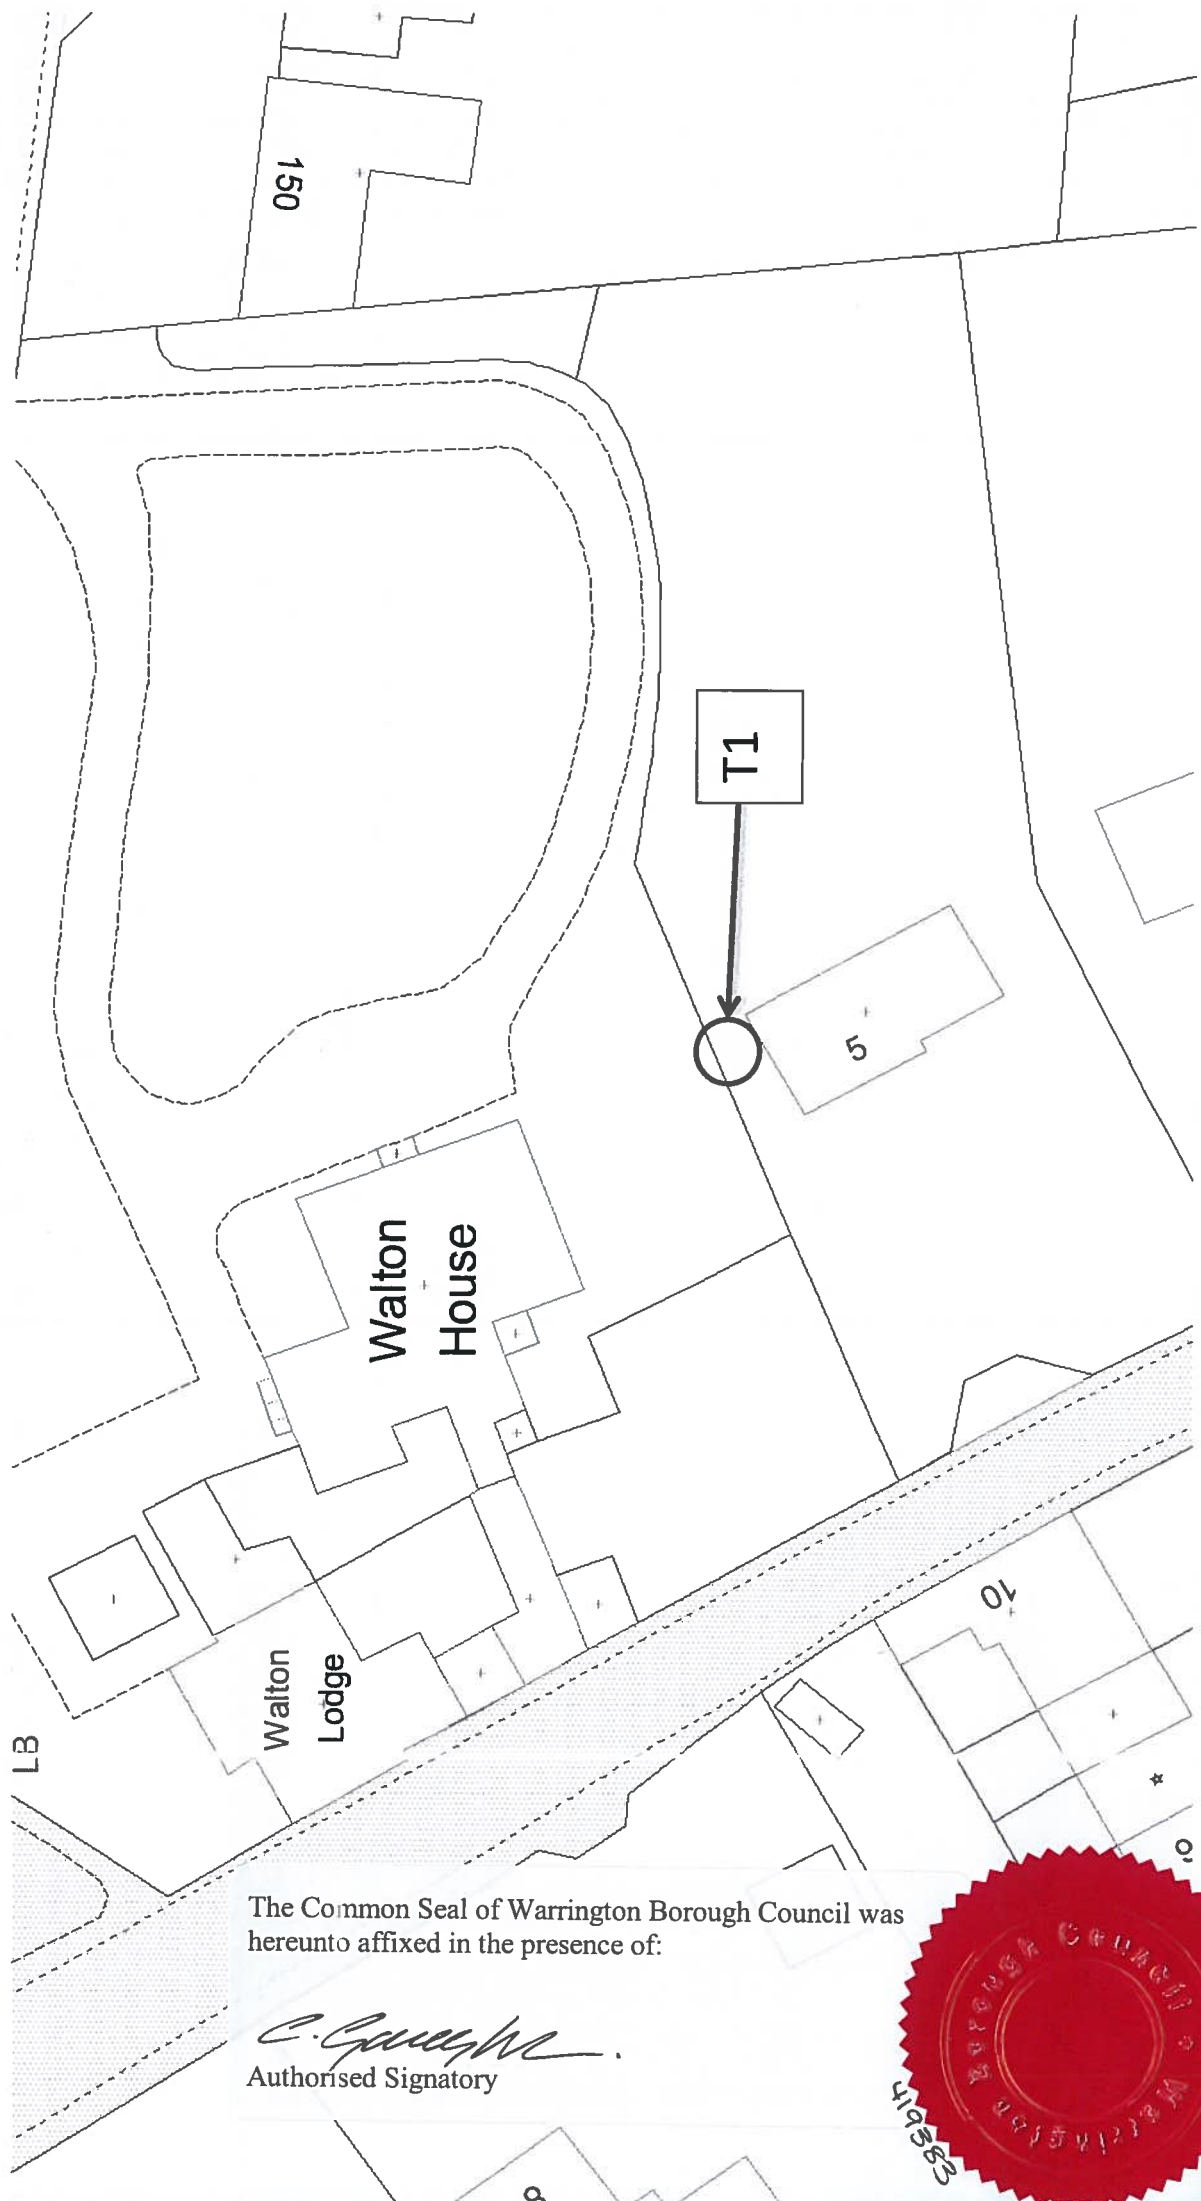 150
T1
5
Walton
House
10
Walton
Lodge
LB
The Common Seal of Warrington Borough Council was
hereunto affixed in the presence of:
Authorised Signatory
Warrington Borough Council
419383